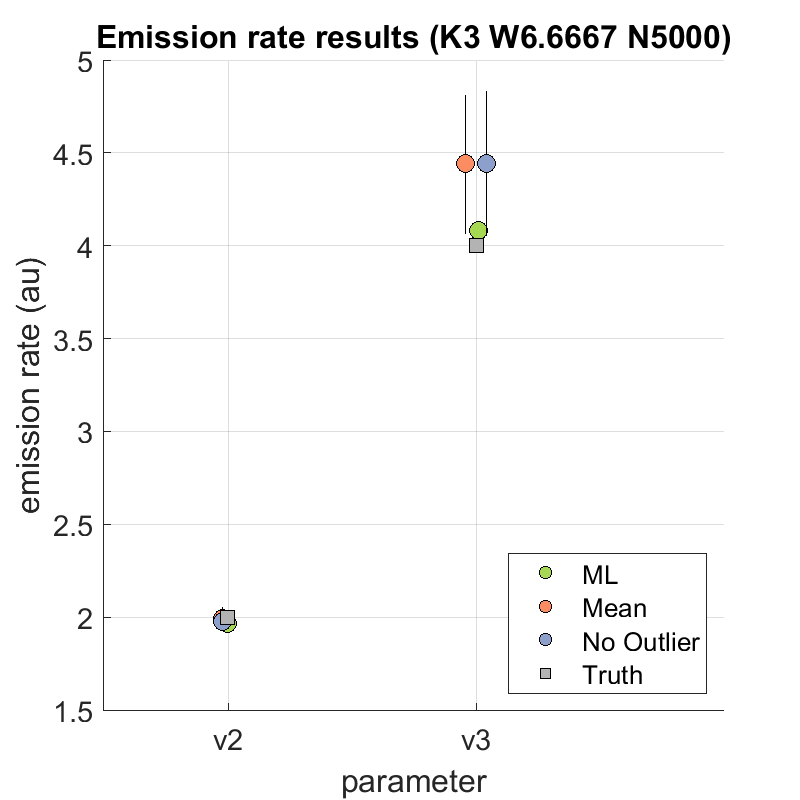 Emission rate results (K3 W6.6667 N5000)
5
4.5
4
3.5
3
2.5
2
1.5
emission rate (au)
v2
v3
parameter
ML
Mean
No Outlier
Truth